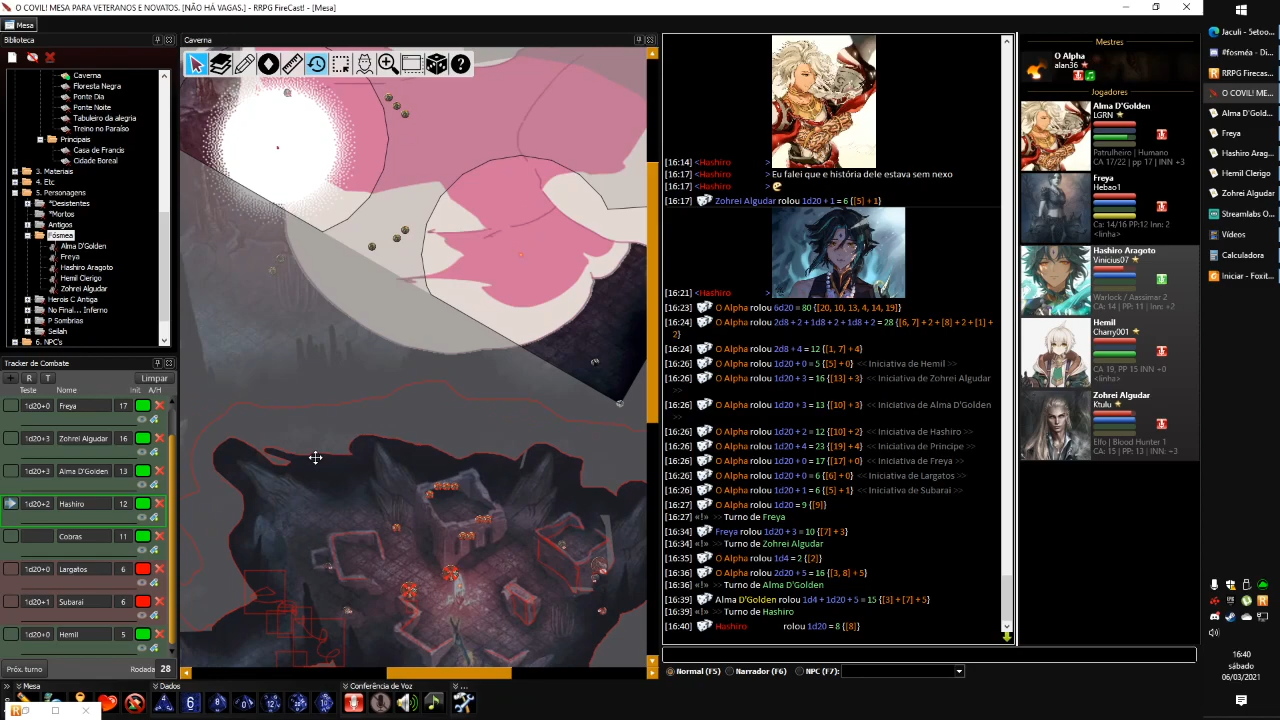 O COVIL! MESA PARA VETERANOS E NOVATOS. [NÃO HÁ VAGAS.] - RRPG FireCast! - [Mesa]
Mesa
Biblioteca
Caverna
Floresta Negra
Ponte Dia
Ponte Noite
Tabuleiro da alegria
Treino no Paraíso
Principais
Casa de Francis
Cidade Boreal
3. Materiais
4. Etc
5. Personagens
*Desistentes
*Mortos
Antigos
Fósmea
Alma D'Golden
Freya
Hashiro Aragoto
Hemil Clerigo
Zohrei Algudar
Herois C Antiga
No Final... Inferno
P Sombras
Selah
6. NPC's
Tracker de Combate
R T Limpar
Teste Nome Init. A/H
1d20+0 Freya 17
1d20+3 Zohrei Algudar 16
1d20+3 Alma D'Golden 13
1d20+2 Hashiro 12
1d20+0 Cobras 11
1d20+0 Largatos 6
1d20+1 Subarai 6
1d20+0 Hemil 5
Próx. turno Rodada 28
Caverna
[16:14] <Hashiro >
[16:17] <Hashiro > Eu falei que e história dele estava sem nexo
[16:17] <Hashiro >
[16:17] Zohrei Algudar rolou 1d20 + 1 = 6 {[5] + 1}
[16:21] <Hashiro >
[16:23] O Alpha rolou 6d20 = 80 {[20, 10, 13, 4, 14, 19]}
[16:24] O Alpha rolou 2d8 + 2 + 1d8 + 2 + 1d8 + 2 = 28 {[6, 7] + 2 + [8] + 2 + [1] +
2}
[16:24] O Alpha rolou 2d8 + 4 = 12 {[1, 7] + 4}
[16:26] O Alpha rolou 1d20 + 0 = 5 {[5] + 0} << Iniciativa de Hemil >>
[16:26] O Alpha rolou 1d20 + 3 = 16 {[13] + 3} << Iniciativa de Zohrei Algudar
>>
[16:26] O Alpha rolou 1d20 + 3 = 13 {[10] + 3} << Iniciativa de Alma D'Golden
>>
[16:26] O Alpha rolou 1d20 + 2 = 12 {[10] + 2} << Iniciativa de Hashiro >>
[16:26] O Alpha rolou 1d20 + 4 = 23 {[19] + 4} << Iniciativa de Principe >>
[16:26] O Alpha rolou 1d20 + 0 = 17 {[17] + 0} << Iniciativa de Freya >>
[16:26] O Alpha rolou 1d20 + 0 = 6 {[6] + 0} << Iniciativa de Largatos >>
[16:26] O Alpha rolou 1d20 + 1 = 6 {[5] + 1} << Iniciativa de Subarai >>
[16:27] O Alpha rolou 1d20 = 9 {[9]}
[16:27] «!» >> Turno de Freya
[16:34] Freya rolou 1d20 + 3 = 10 {[7] + 3}
[16:34] «!» >> Turno de Zohrei Algudar
[16:35] O Alpha rolou 1d4 = 2 {[2]}
[16:36] O Alpha rolou 2d20 + 5 = 16 {[3, 8] + 5}
[16:36] «!» >> Turno de Alma D'Golden
[16:39] Alma D'Golden rolou 1d4 + 1d20 + 5 = 15 {[3] + [7] + 5}
[16:39] «!» >> Turno de Hashiro
[16:40] Hashiro rolou 1d20 = 8 {[8]}
Normal (F5) Narrador (F6) NPC (F7):
Mesa Dados Conferência de Voz ...
Mestres
O Alpha
alan36
Jogadores
Alma D'Golden
LGRN
Patrulheiro | Humano
CA 17/22 pp 17 | INN +3
Freya
Hebao1
Ca: 14/16 PP:12 Inn: 2
<linha>
Hashiro Aragoto
Vinicius07
Warlock / Aassimar 2
CA: 14 | PP: 11 | Inn: +2
Hemil
Charry001
CA 19, PP 15 INN +0
<linha>
Zohrei Algudar
Ktulu
Elfo | Blood Hunter 1
CA: 15 | PP: 13 | INN: +3
Jaculi - Setoo...
#fosméa - Di...
RRPG Firecas...
O COVIL! ME...
Alma D'Gold...
Freya
Hashiro Arag...
Hemil Clerigo
Zohrei Algudar
Streamlabs O...
Vídeos
Calculadora
Iniciar - Foxit...
16:40
sábado
06/03/2021